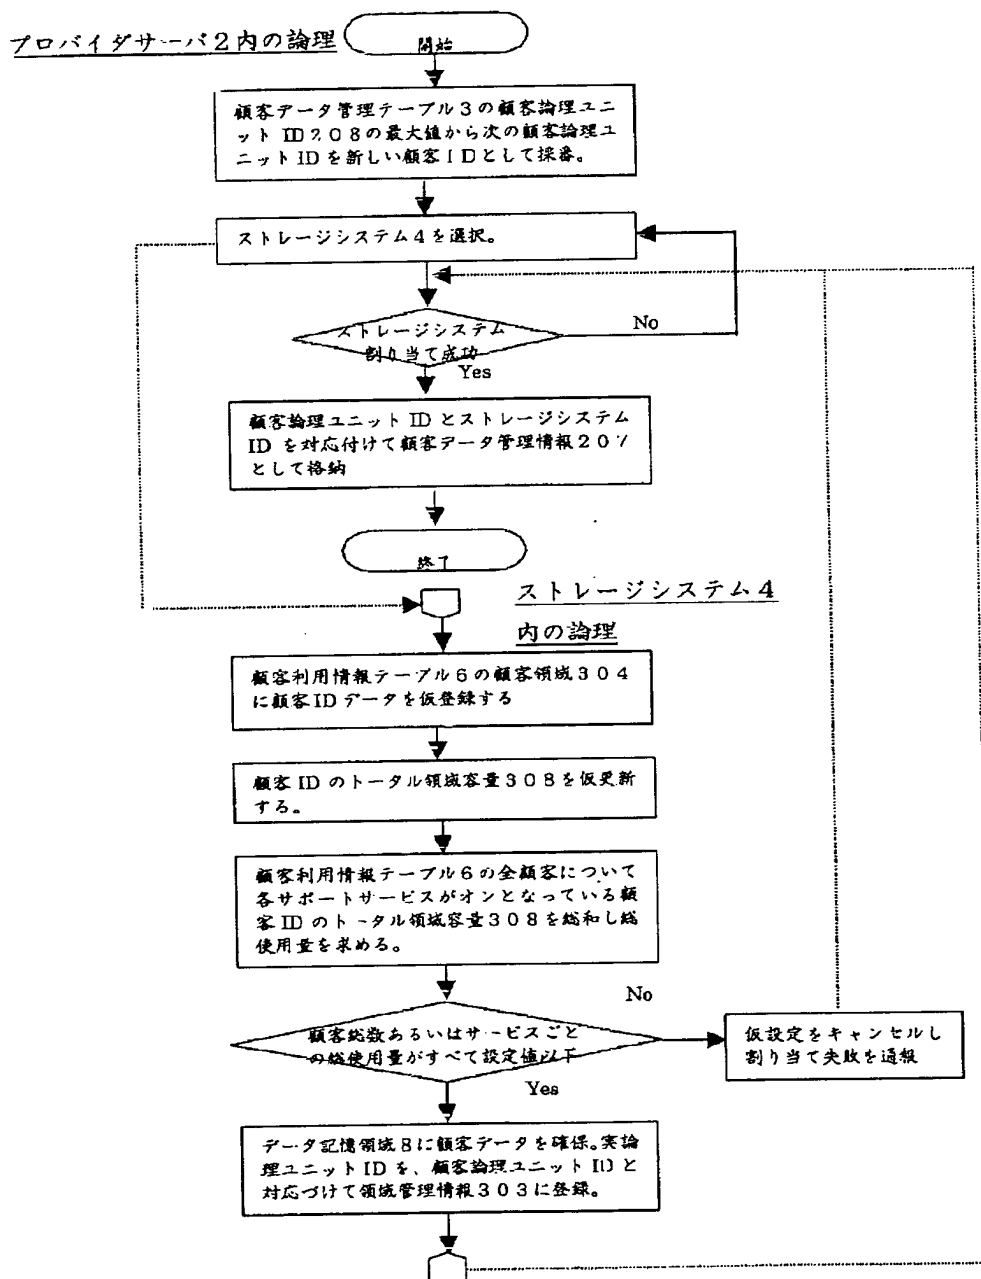 プロバイダサーバ2内の論理
開始
顧客データ管理テーブル3の顧客論理ユニ
ット ID208の最大値から次の顧客論理ユ
ニット ID を新しい顧客IDとして採番。
ストレージシステム4を選択。
ストレージシステム
割り当て成功
No
Yes
顧客論理ユニット ID とストレージシステム
ID を対応付けて顧客データ管理情報207
として格納
終了
ストレージシステム4
内の論理
顧客利用情報テーブル6の顧客領域304
に顧客ID データを仮登録する
顧客 ID のトータル領域容量308を仮更新
する。
顧客利用情報テーブル6の全顧客について
各サポートサービスがオンとなっている顧
客 ID のトータル領域容量308を総和し総
使用量を求める。
No
顧客総数あるいはサービスごと
の総使用量がすべて設定値以下
仮設定をキャンセルし
割り当て失敗を通報
Yes
データ記憶領域8に顧客データを確保。実論
理ユニット ID を、顧客論理ユニット ID と
対応づけて領域管理情報303に登録。